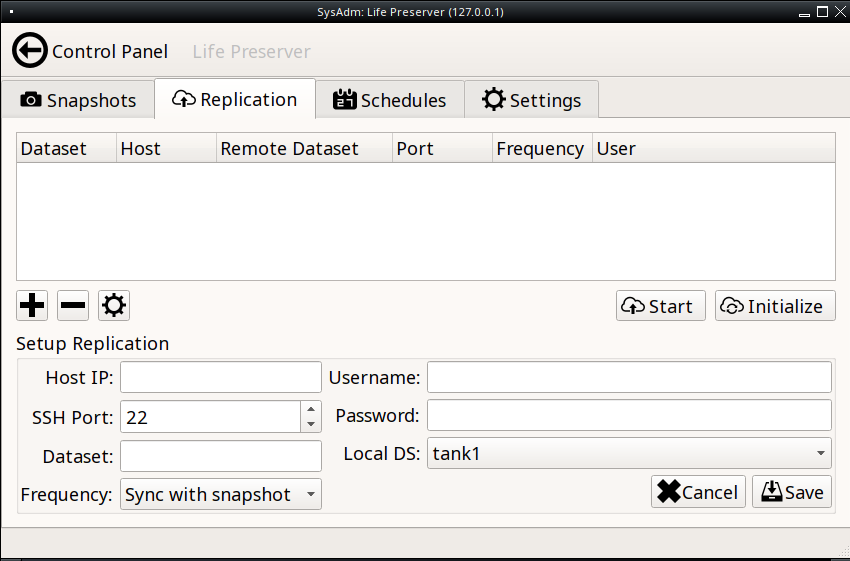 SysAdm: Life Preserver (127.0.0.1)
Control Panel Life Preserver
Snapshots Replication 27 Schedules Settings
Dataset Host Remote Dataset Port Frequency User
Start Initialize
Setup Replication
Host IP: Username:
SSH Port: 22 Password:
Dataset: Local DS: tank1
Frequency: Sync with snapshot Cancel Save